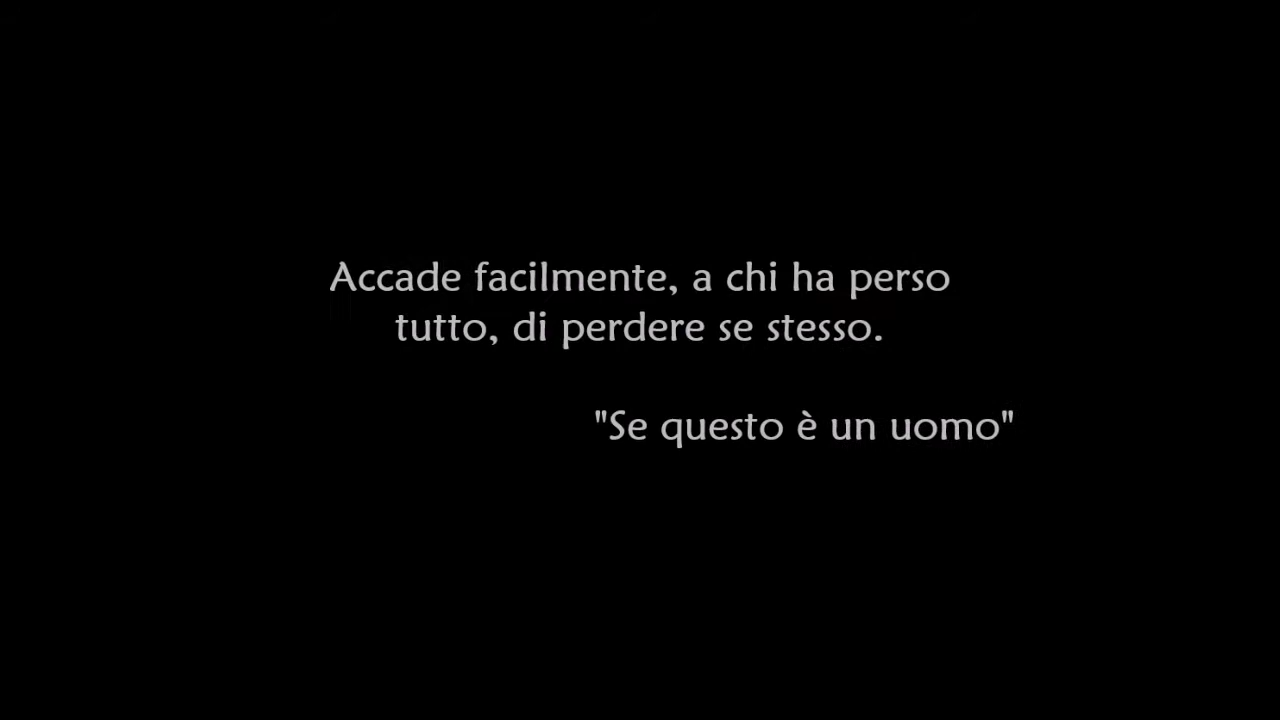 Accade facilmente, a chi ha perso
tutto, di perdere se stesso.
"Se questo è un uomo"